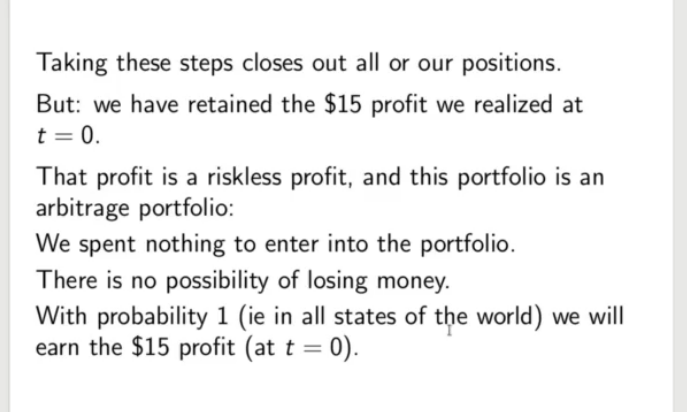 Taking these steps closes out all or our positions.
But: we have retained the $15 profit we realized at
t = 0.
That profit is a riskless profit, and this portfolio is an
arbitrage portfolio:
We spent nothing to enter into the portfolio.
There is no possibility of losing money.
With probability 1 (ie in all states of the world) we will
earn the $15 profit (at t = 0).